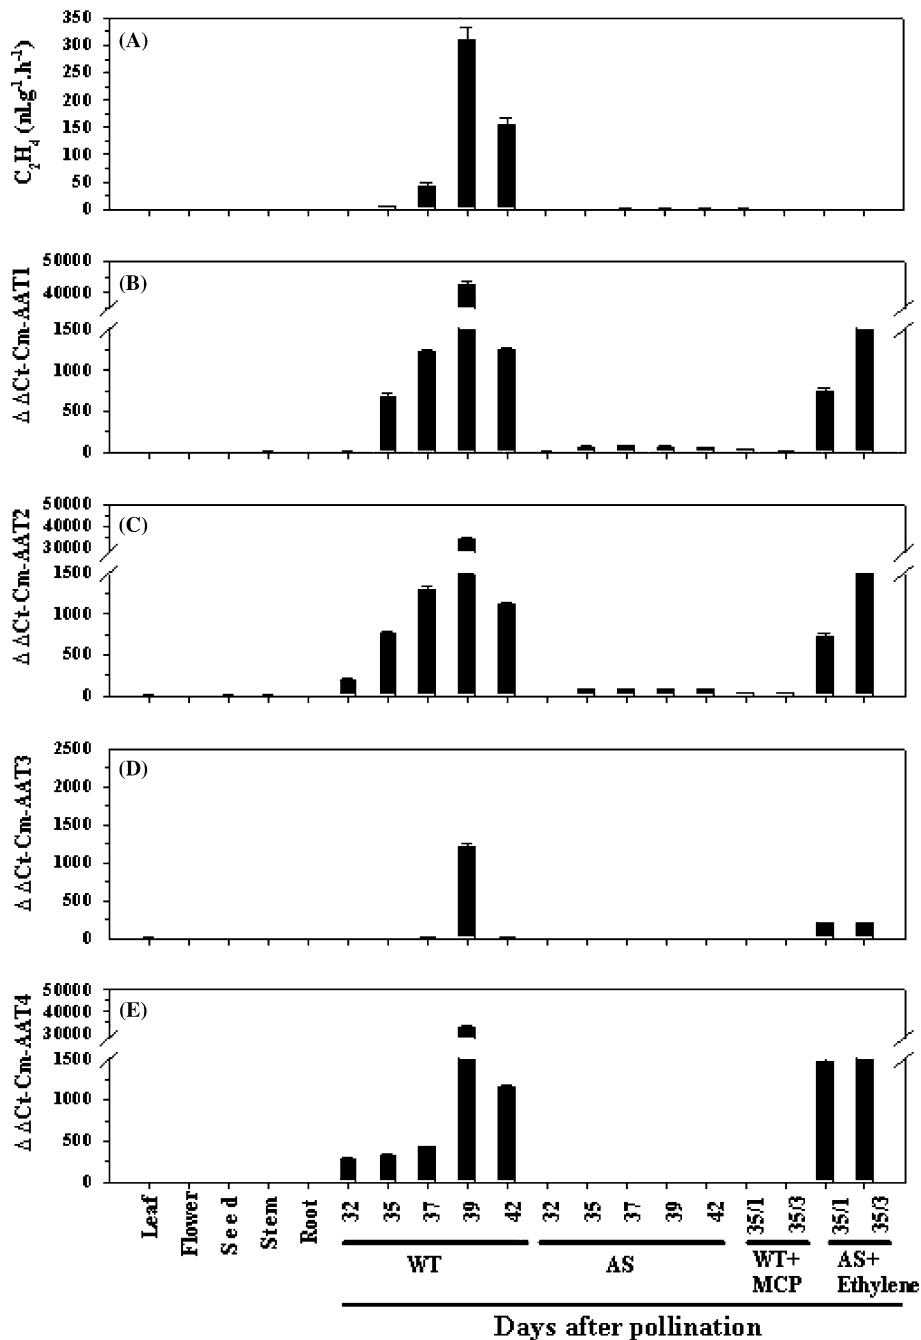 (A)
C₂H₄ (nl.g⁻¹.h⁻¹)
350
300
250
200
150
100
50
0
(B)
Δ ΔCt-Cm-AAT1
50000
40000
1500
1000
500
0
(C)
Δ ΔCt-Cm-AAT2
50000
40000
30000
1500
1000
500
0
(D)
Δ ΔCt-Cm-AAT3
2500
2000
1500
1000
500
0
(E)
Δ ΔCt-Cm-AAT4
50000
40000
30000
1500
1000
500
0
Leaf
Flower
Seed
Stem
Root
32
35
37
39
42
32
35
37
39
42
35/1
35/3
35/1
35/3
WT
AS
WT+
MCP
AS+
Ethylene
Days after pollination